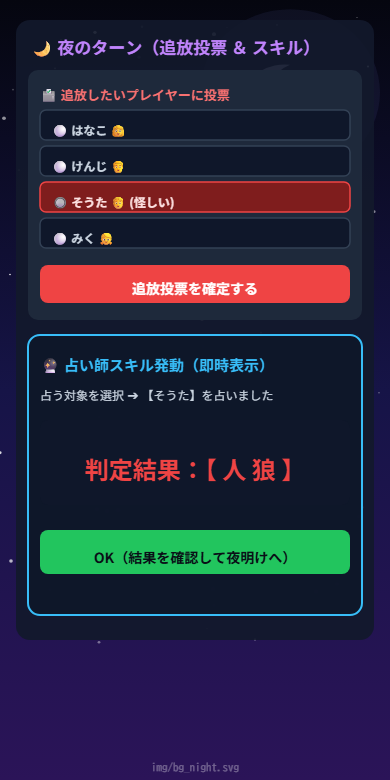 🌙 夜のターン（追放投票 & スキル）
🗳️ 追放したいプレイヤーに投票
⚪ はなこ 👩
⚪ けんじ 👨
🔘 そうた 👨 (怪しい)
⚪ みく 👱‍♀️
追放投票を確定する
🔮 占い師スキル発動（即時表示）
占う対象を選択 ➔ 【そうた】を占いました
判定結果：【 人 狼 】
OK（結果を確認して夜明けへ）
img/bg_night.svg